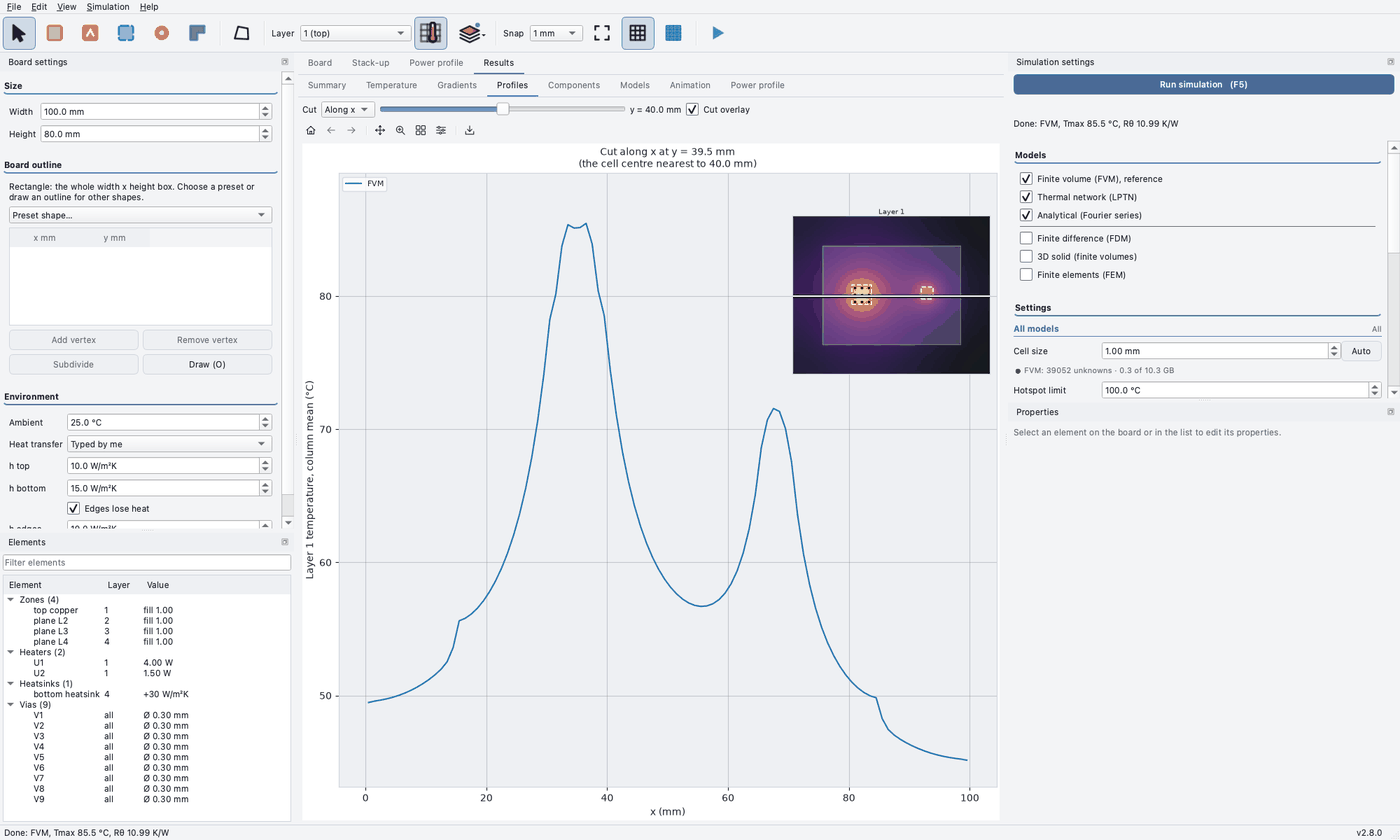 File Edit View Simulation Help
Layer 1 (top) Snap 1 mm
Board settings
Size
Width 100.0 mm
Height 80.0 mm
Board outline
Rectangle: the whole width x height box. Choose a preset or
draw an outline for other shapes.
Preset shape...
x mm y mm
Add vertex Remove vertex
Subdivide Draw (O)
Environment
Ambient 25.0 °C
Heat transfer Typed by me
h top 10.0 W/m²K
h bottom 15.0 W/m²K
Edges lose heat
h edges 10.0 W/m²K
Elements
Filter elements
Element Layer Value
Zones (4)
top copper 1 fill 1.00
plane L2 2 fill 1.00
plane L3 3 fill 1.00
plane L4 4 fill 1.00
Heaters (2)
U1 1 4.00 W
U2 1 1.50 W
Heatsinks (1)
bottom heatsink 4 +30 W/m²K
Vias (9)
V1 all Ø 0.30 mm
V2 all Ø 0.30 mm
V3 all Ø 0.30 mm
V4 all Ø 0.30 mm
V5 all Ø 0.30 mm
V6 all Ø 0.30 mm
V7 all Ø 0.30 mm
V8 all Ø 0.30 mm
V9 all Ø 0.30 mm
Board Stack-up Power profile Results
Summary Temperature Gradients Profiles Components Models Animation Power profile
Cut Along x y = 40.0 mm Cut overlay
Cut along x at y = 39.5 mm
(the cell centre nearest to 40.0 mm)
FVM
Layer 1
Layer 1 temperature, column mean (°C)
80
70
60
50
0 20 40 60 80 100
x (mm)
Simulation settings
Run simulation (F5)
Done: FVM, Tmax 85.5 °C, Rθ 10.99 K/W
Models
Finite volume (FVM), reference
Thermal network (LPTN)
Analytical (Fourier series)
Finite difference (FDM)
3D solid (finite volumes)
Finite elements (FEM)
Settings
All models All
Cell size 1.00 mm Auto
● FVM: 39052 unknowns · 0.3 of 10.3 GB
Hotspot limit 100.0 °C
Properties
Select an element on the board or in the list to edit its properties.
Done: FVM, Tmax 85.5 °C, Rθ 10.99 K/W v2.8.0